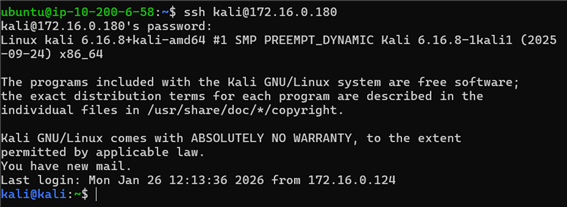 ubuntu@ip-10-200-6-58:~$ ssh kali@172.16.0.180
kali@172.16.0.180's password:
Linux kali 6.16.8+kali-amd64 #1 SMP PREEMPT_DYNAMIC Kali 6.16.8-1kali1 (2025
-09-24) x86_64

The programs included with the Kali GNU/Linux system are free software;
the exact distribution terms for each program are described in the
individual files in /usr/share/doc/*/copyright.

Kali GNU/Linux comes with ABSOLUTELY NO WARRANTY, to the extent
permitted by applicable law.
You have new mail.
Last login: Mon Jan 26 12:13:36 2026 from 172.16.0.124
kali@kali:~$